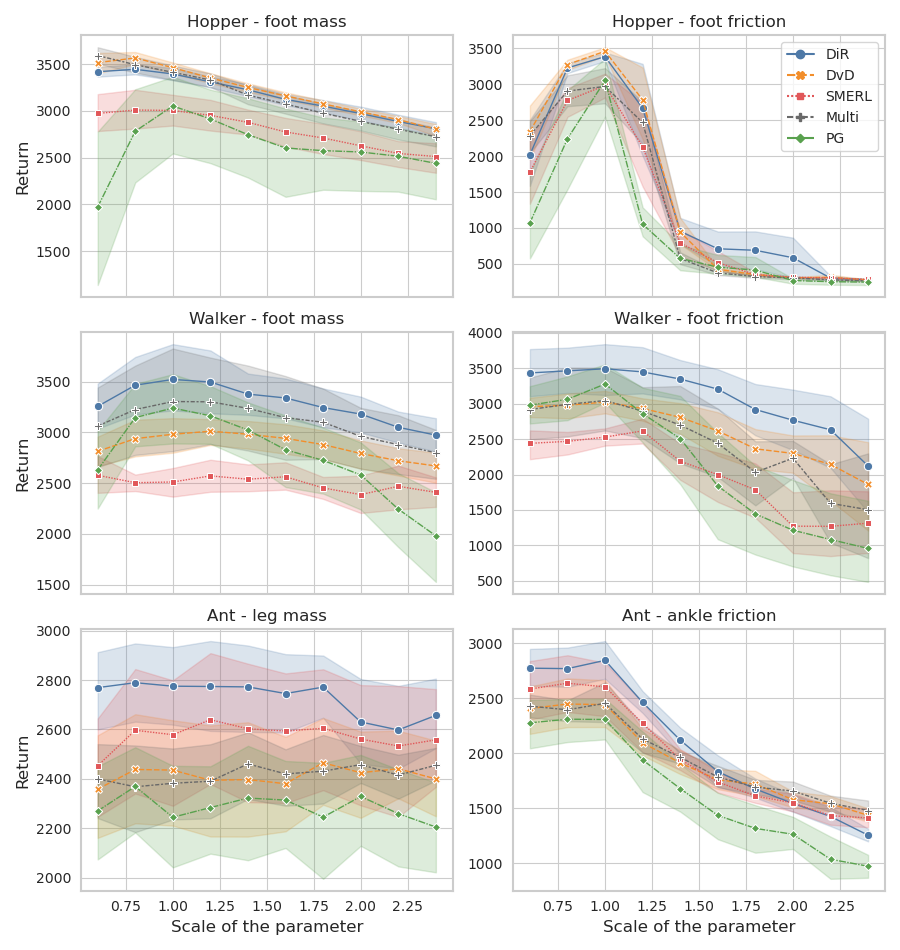 Hopper - foot mass
Return
3500
3000
2500
2000
1500
Hopper - foot friction
3500
3000
2500
2000
1500
1000
500
DiR
DvD
SMERL
Multi
PG
Walker - foot mass
Return
3500
3000
2500
2000
1500
Walker - foot friction
4000
3500
3000
2500
2000
1500
1000
500
Ant - leg mass
Return
3000
2800
2600
2400
2200
2000
0.75 1.00 1.25 1.50 1.75 2.00 2.25
Scale of the parameter
Ant - ankle friction
3000
2500
2000
1500
1000
0.75 1.00 1.25 1.50 1.75 2.00 2.25
Scale of the parameter